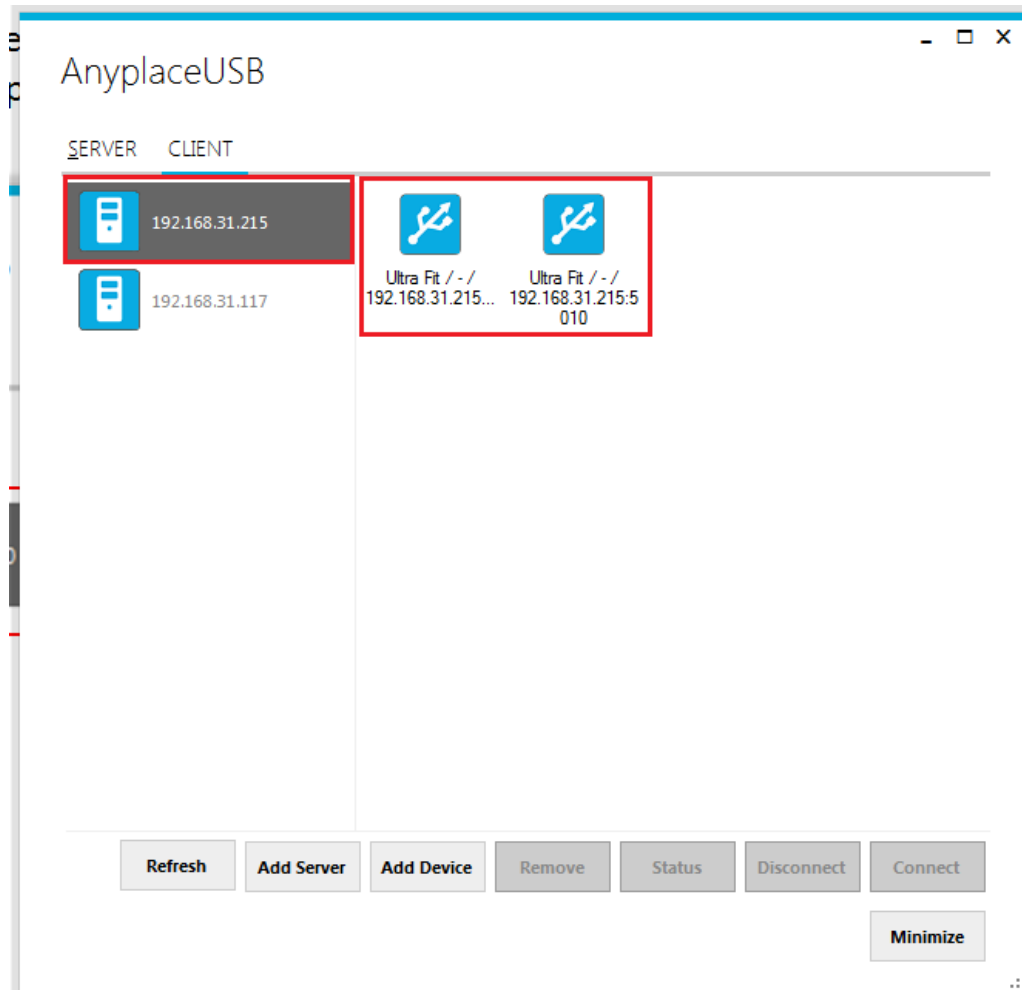 AnyplaceUSB
SERVER CLIENT
192.168.31.215
192.168.31.117
Ultra Fit / - /
192.168.31.215...
Ultra Fit / - /
192.168.31.215:5
010
Refresh
Add Server
Add Device
Remove
Status
Disconnect
Connect
Minimize